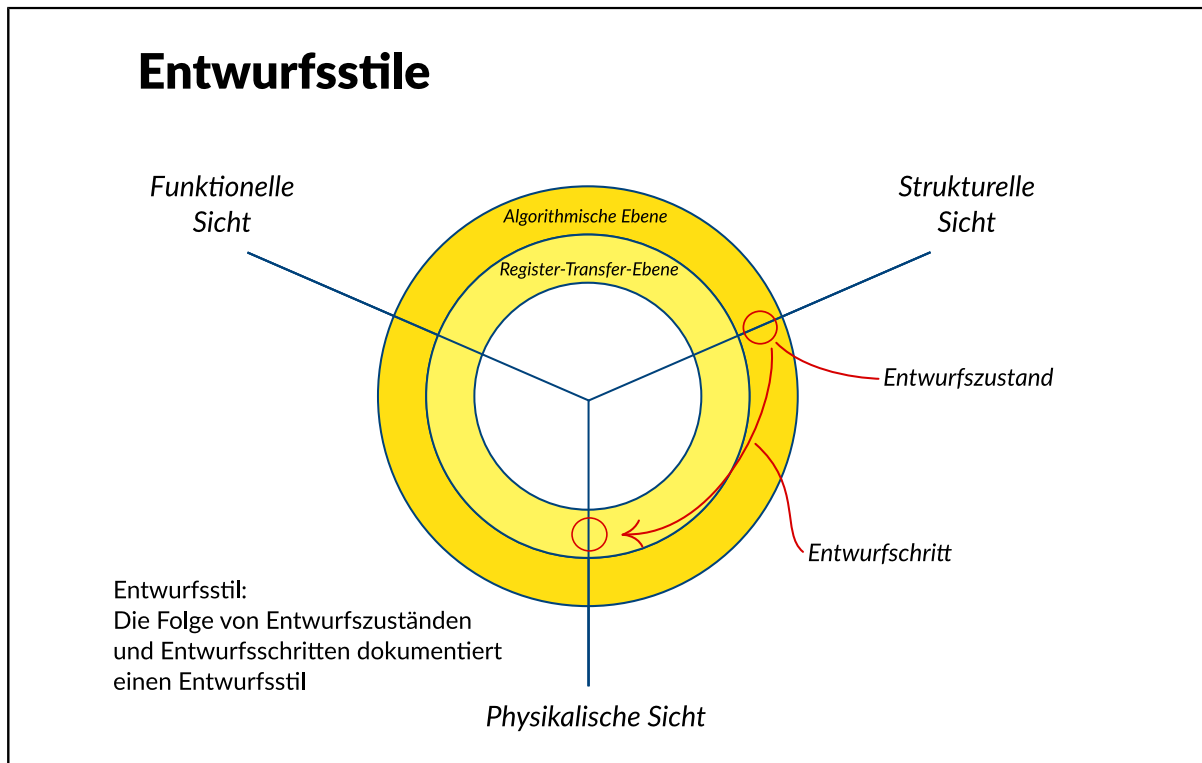 Entwurfsstile
Funktionelle
Sicht
Strukturelle
Sicht
Algorithmische Ebene
Register-Transfer-Ebene
Entwurfszustand
Entwurfschritt
Entwurfsstil:
Die Folge von Entwurfszuständen
und Entwurfsschritten dokumentiert
einen Entwurfsstil
Physikalische Sicht